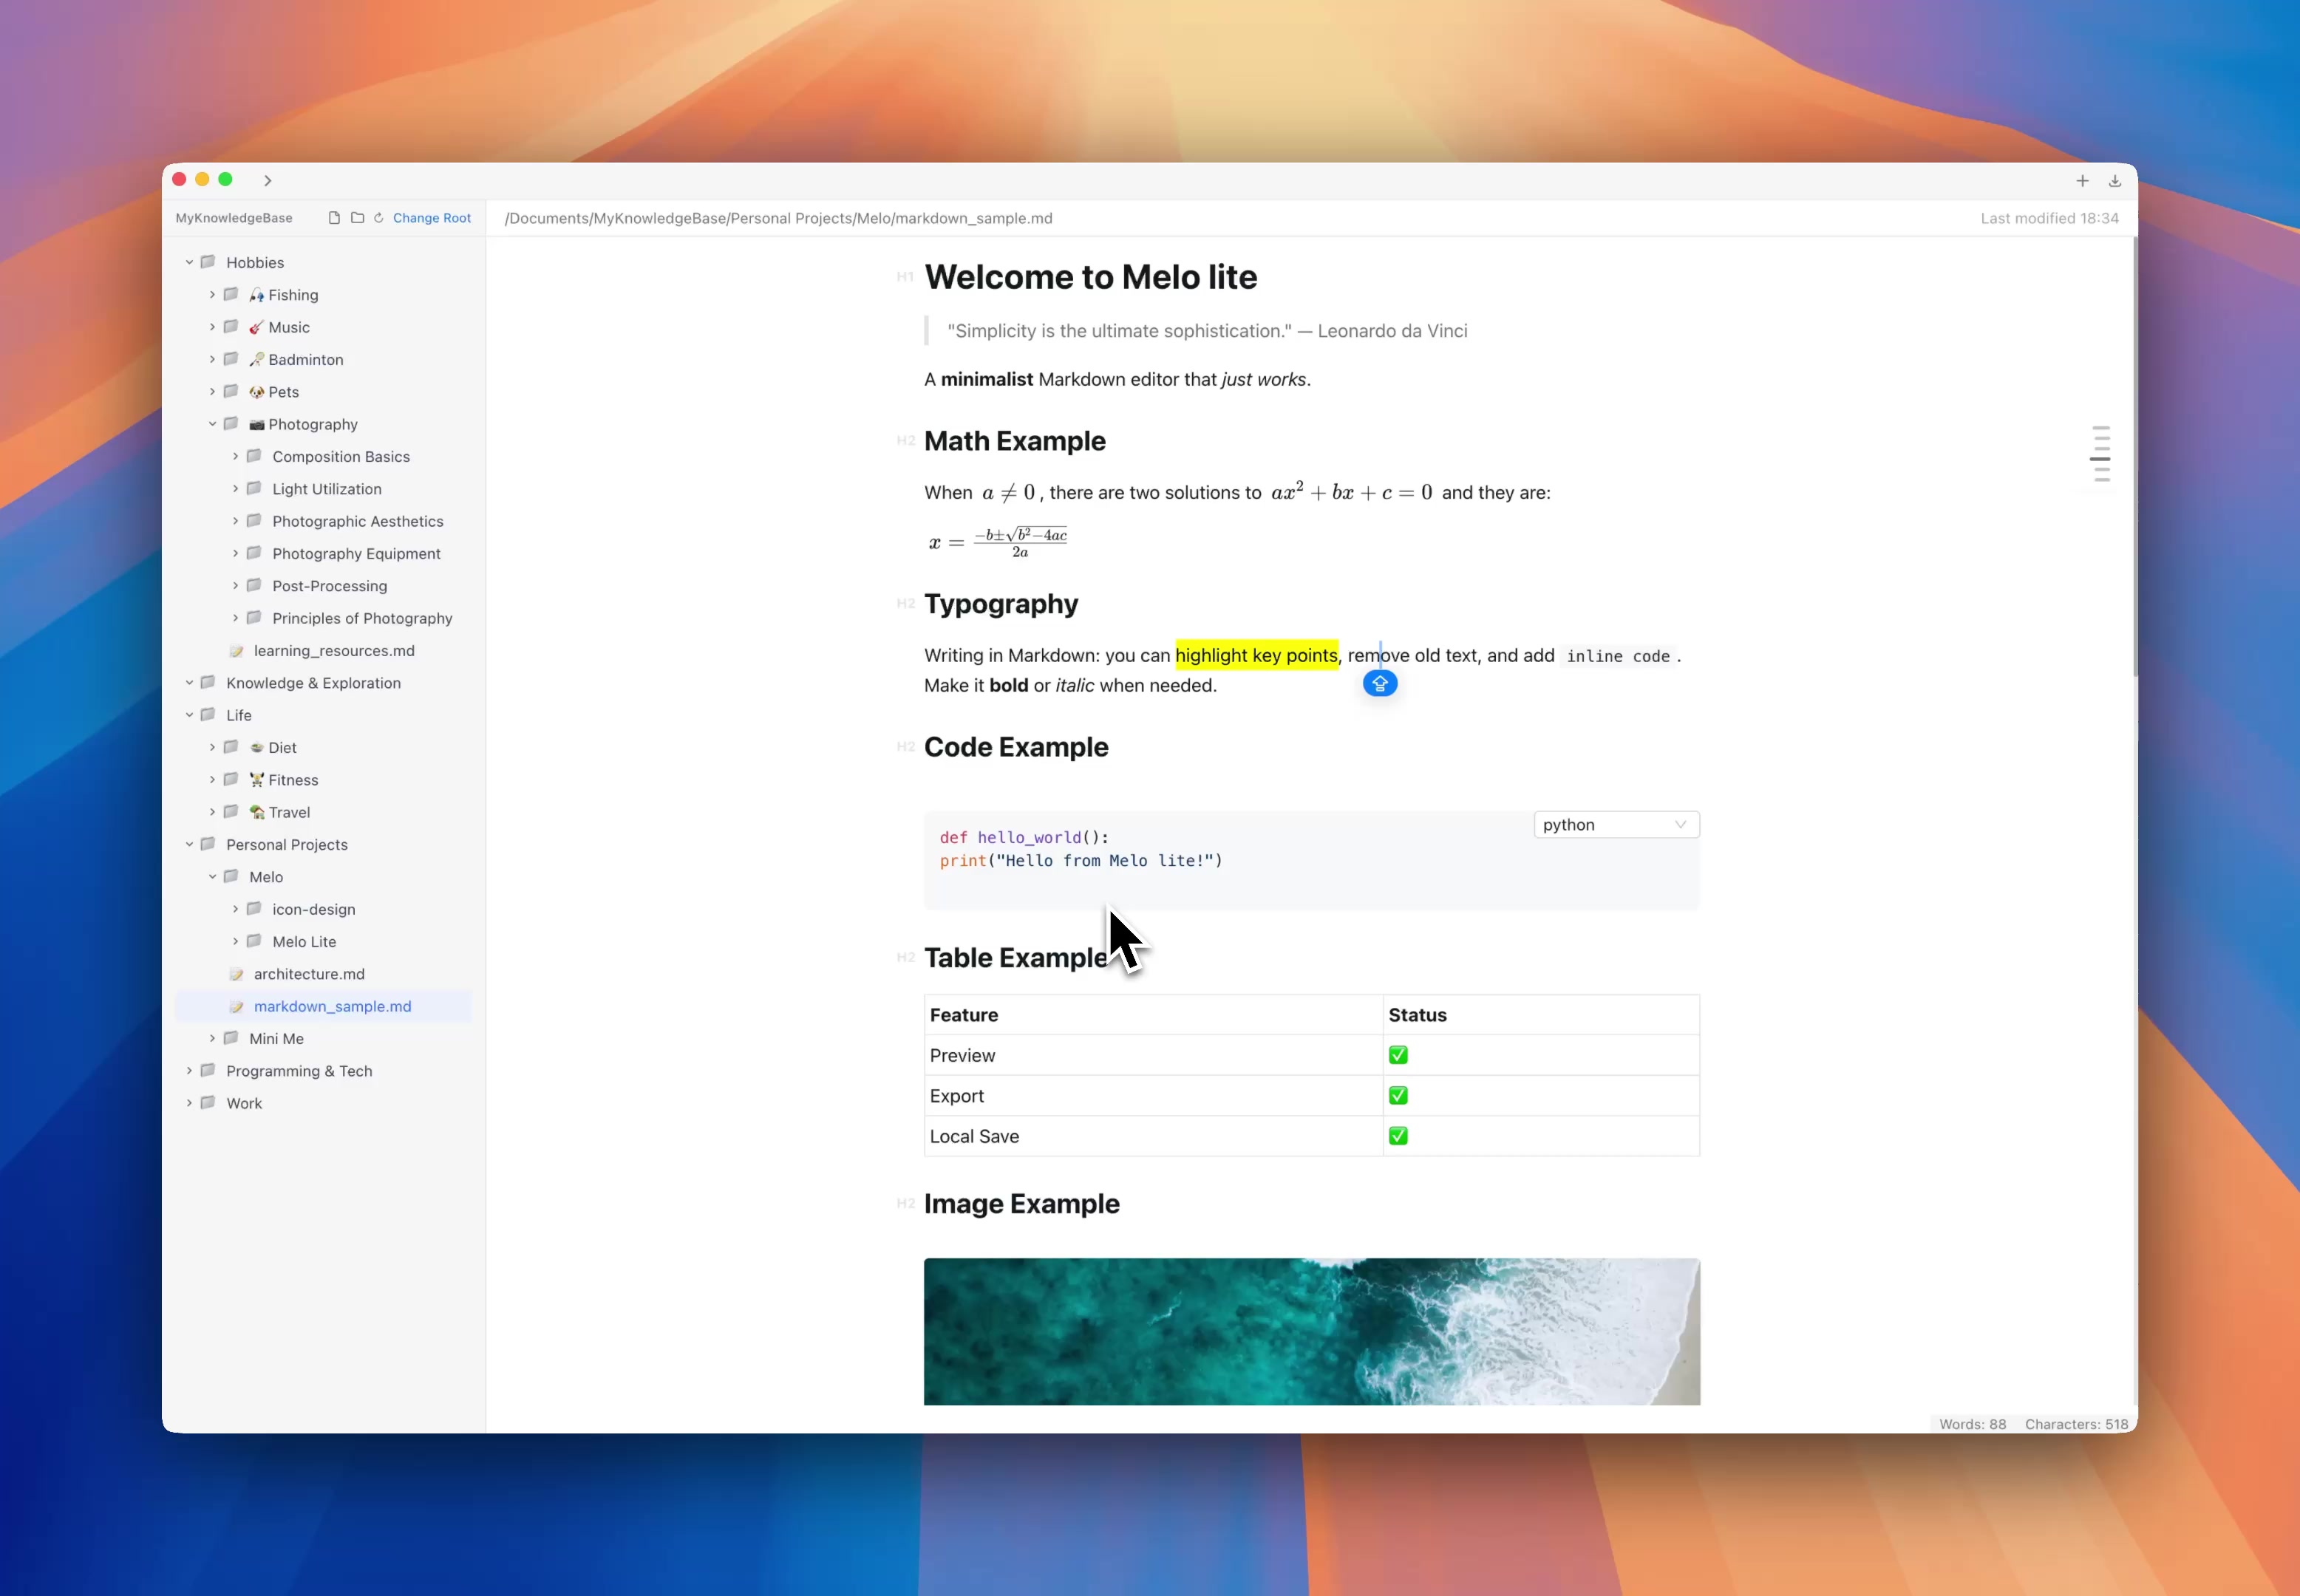 MyKnowledgeBase Change Root
/Documents/MyKnowledgeBase/Personal Projects/Melo/markdown_sample.md
Last modified 18:34
Hobbies
🎣 Fishing
🎸 Music
🏸 Badminton
🐶 Pets
📷 Photography
Composition Basics
Light Utilization
Photographic Aesthetics
Photography Equipment
Post-Processing
Principles of Photography
learning_resources.md
Knowledge & Exploration
Life
🍲 Diet
🏋️ Fitness
🏡 Travel
Personal Projects
Melo
icon-design
Melo Lite
architecture.md
markdown_sample.md
Mini Me
Programming & Tech
Work
H1 Welcome to Melo lite
"Simplicity is the ultimate sophistication." — Leonardo da Vinci
A minimalist Markdown editor that just works.
H2 Math Example
When a ≠ 0, there are two solutions to ax² + bx + c = 0 and they are:
x = (−b±√(b²−4ac))/(2a)
H2 Typography
Writing in Markdown: you can highlight key points, remove old text, and add inline code.
Make it bold or italic when needed.
H2 Code Example
python
def hello_world():
print("Hello from Melo lite!")
H2 Table Example
Feature Status
Preview ✅
Export ✅
Local Save ✅
H2 Image Example
Words: 88 Characters: 518